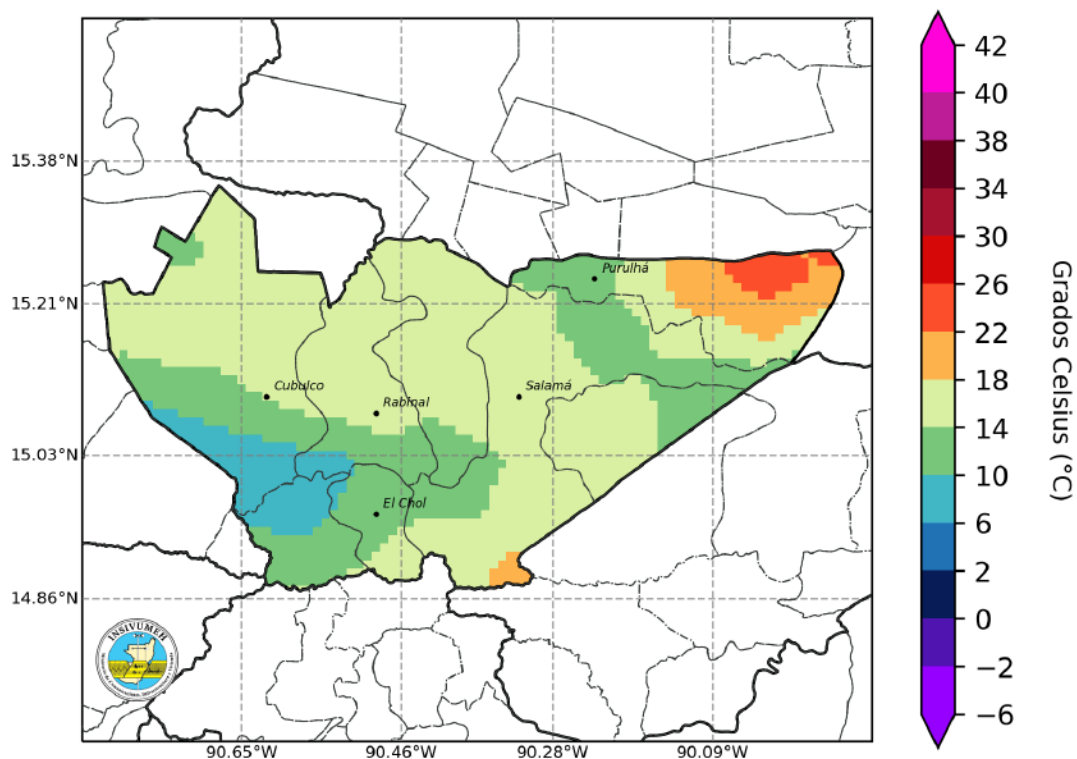 42
40
38
34
30
26
22
18
14
10
6
2
0
−2
−6
Grados Celsius (°C)
15.38°N
15.21°N
15.03°N
14.86°N
90.65°W
90.46°W
90.28°W
90.09°W
Purulhá
Cubulco
Rabinal
Salamá
El Chol
INSIVUMEH